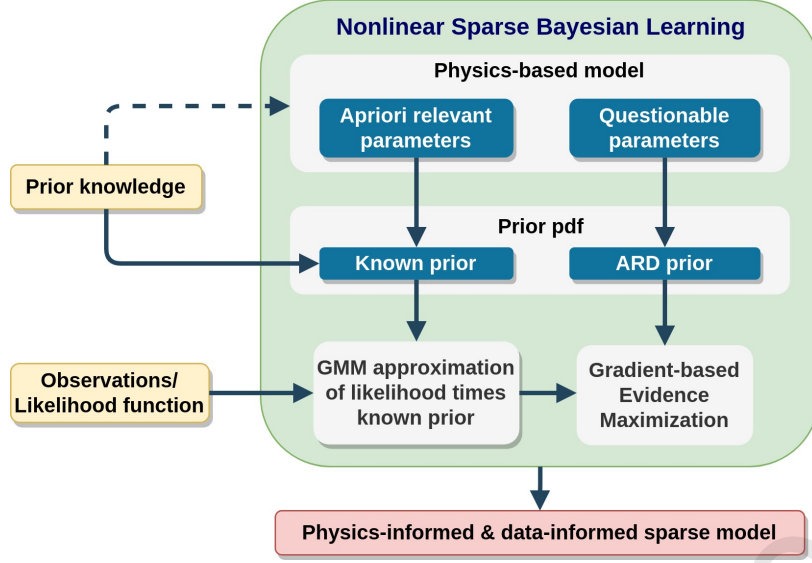 Nonlinear Sparse Bayesian Learning
Physics-based model
Apriori relevant
parameters
Questionable
parameters
Prior knowledge
Prior pdf
Known prior
ARD prior
Observations/
Likelihood function
GMM approximation
of likelihood times
known prior
Gradient-based
Evidence
Maximization
Physics-informed & data-informed sparse model